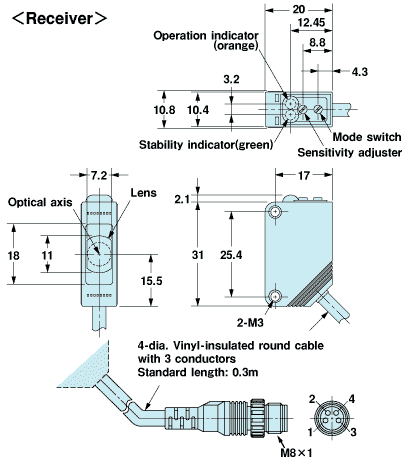 <Receiver>
20
12.45
Operation indicator
(orange)
8.8
4.3
3.2
10.8
10.4
Mode switch
Stability indicator(green)
Sensitivity adjuster
7.2
17
Lens
2.1
Optical axis
18
11
31
25.4
15.5
2-M3
4-dia. Vinyl-insulated round cable
with 3 conductors
Standard length: 0.3m
2
4
1
3
M8×1